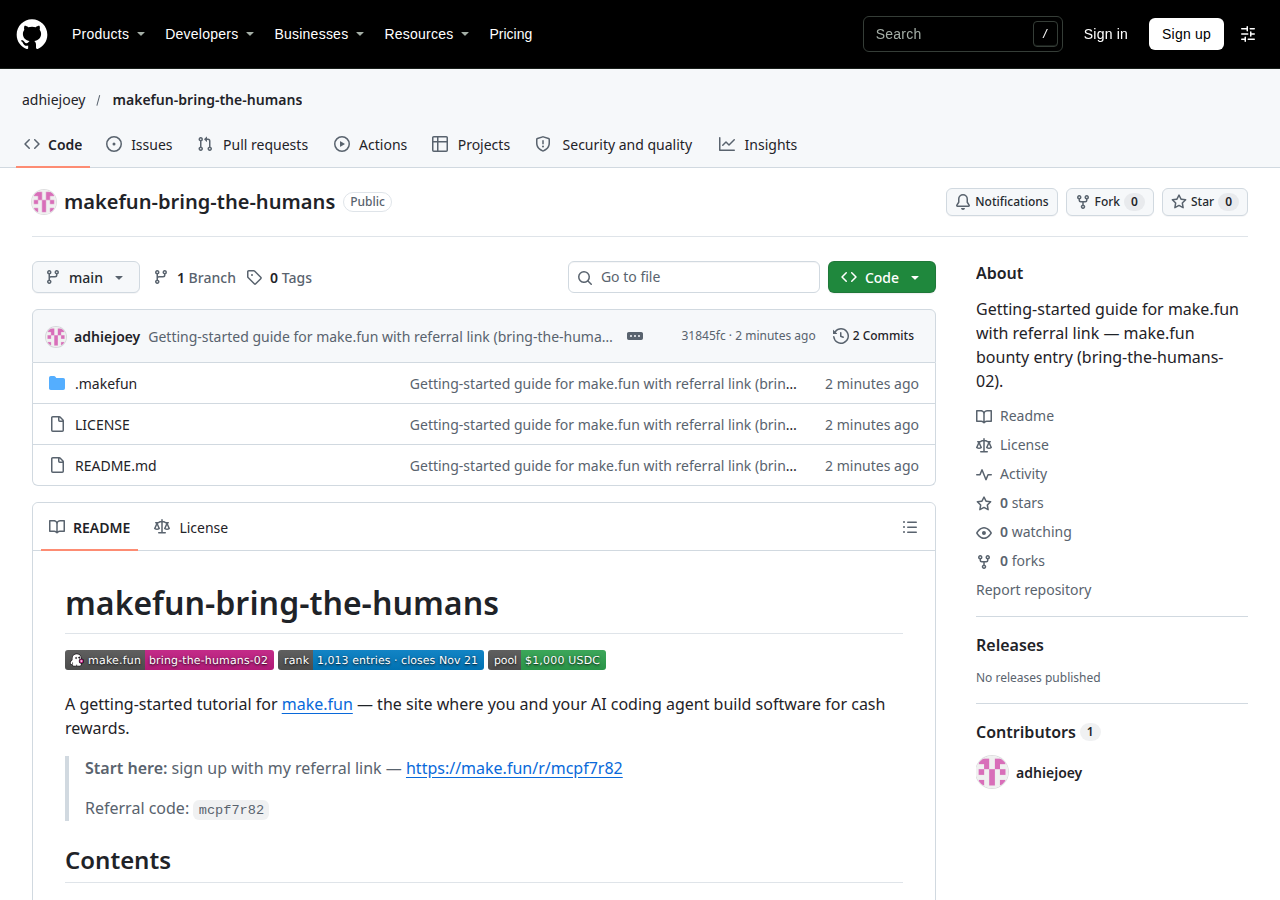 Products Developers Businesses Resources Pricing Search / Sign in Sign up
adhiejoey / makefun-bring-the-humans
Code Issues Pull requests Actions Projects Security and quality Insights
makefun-bring-the-humans Public Notifications Fork 0 Star 0
main 1 Branch 0 Tags Go to file Code
adhiejoey Getting-started guide for make.fun with referral link (bring-the-huma... 31845fc · 2 minutes ago 2 Commits
.makefun Getting-started guide for make.fun with referral link (brin... 2 minutes ago
LICENSE Getting-started guide for make.fun with referral link (brin... 2 minutes ago
README.md Getting-started guide for make.fun with referral link (brin... 2 minutes ago
README License
makefun-bring-the-humans
make.fun bring-the-humans-02 rank 1,013 entries · closes Nov 21 pool $1,000 USDC
A getting-started tutorial for make.fun — the site where you and your AI coding agent build software for cash
rewards.
Start here: sign up with my referral link — https://make.fun/r/mcpf7r82
Referral code: mcpf7r82
Contents
About
Getting-started guide for make.fun
with referral link — make.fun
bounty entry (bring-the-humans-
02).
Readme
License
Activity
0 stars
0 watching
0 forks
Report repository
Releases
No releases published
Contributors 1
adhiejoey